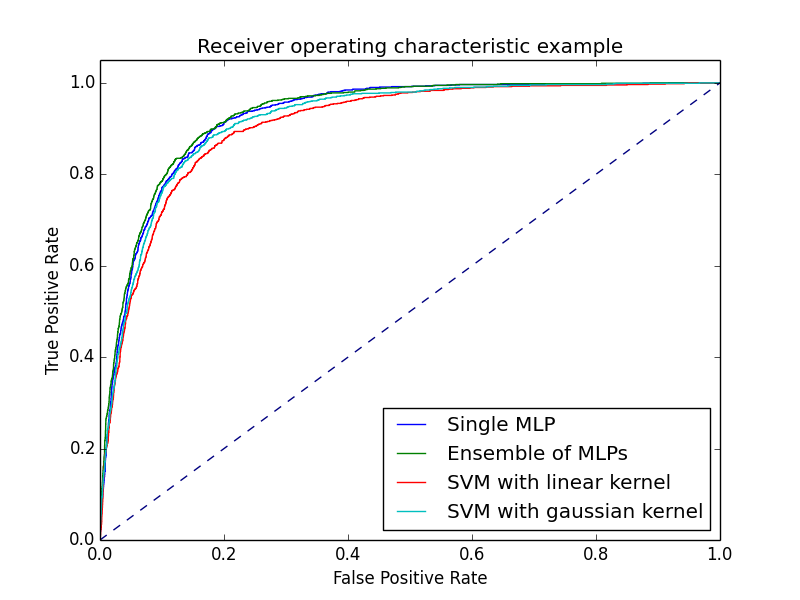 Receiver operating characteristic example
True Positive Rate
1.0
0.8
0.6
0.4
0.2
0.0
Single MLP
Ensemble of MLPs
SVM with linear kernel
SVM with gaussian kernel
0.0 0.2 0.4 0.6 0.8 1.0
False Positive Rate